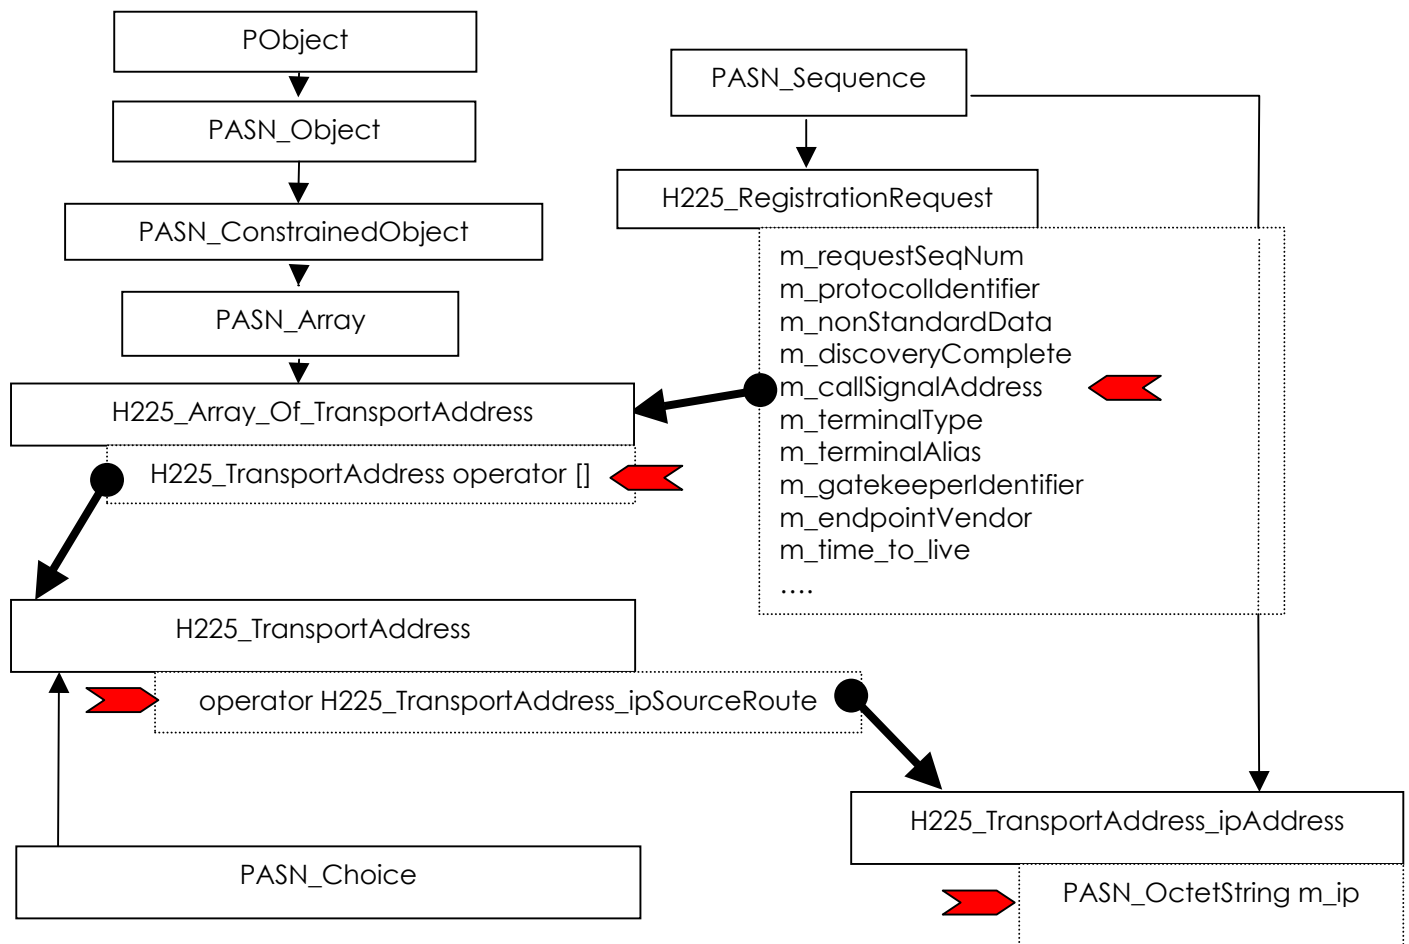 PObject
PASN_Object
PASN_ConstrainedObject
PASN_Array
H225_Array_Of_TransportAddress
H225_TransportAddress operator []
H225_TransportAddress
operator H225_TransportAddress_ipSourceRoute
PASN_Choice
PASN_Sequence
H225_RegistrationRequest
m_requestSeqNum
m_protocolIdentifier
m_nonStandardData
m_discoveryComplete
m_callSignalAddress
m_terminalType
m_terminalAlias
m_gatekeeperIdentifier
m_endpointVendor
m_time_to_live
….
H225_TransportAddress_ipAddress
PASN_OctetString m_ip